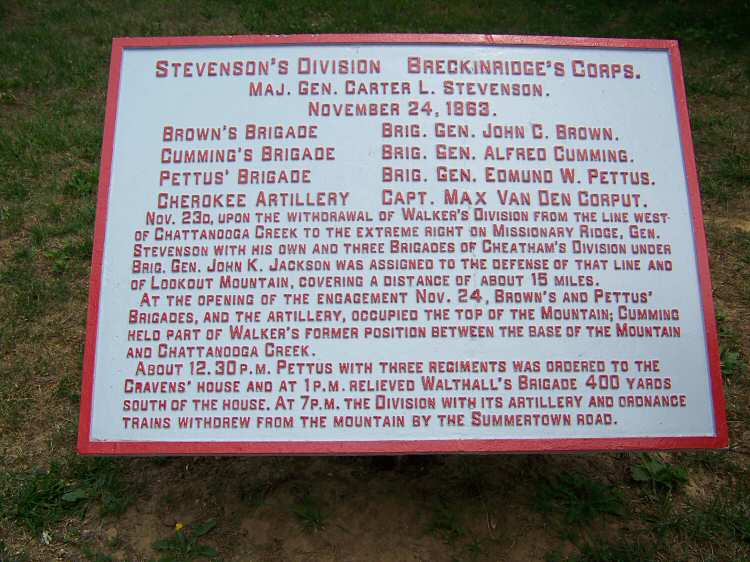 STEVENSON'S DIVISION BRECKINRIDGE'S CORPS.
MAJ. GEN. CARTER L. STEVENSON.
NOVEMBER 24, 1863.
BROWN'S BRIGADE BRIG. GEN. JOHN C. BROWN.
CUMMING'S BRIGADE BRIG. GEN. ALFRED CUMMING.
PETTUS' BRIGADE BRIG. GEN. EDMUND W. PETTUS.
CHEROKEE ARTILLERY CAPT. MAX VAN DEN CORPUT.
NOV. 23D, UPON THE WITHDRAWAL OF WALKER'S DIVISION FROM THE LINE WEST-
OF CHATTANOOGA CREEK TO THE EXTREME RIGHT ON MISSIONARY RIDGE, GEN.
STEVENSON WITH HIS OWN AND THREE BRIGADES OF CHEATHAM'S DIVISION UNDER
BRIG. GEN. JOHN K. JACKSON WAS ASSIGNED TO THE DEFENSE OF THAT LINE AND
OF LOOKOUT MOUNTAIN, COVERING A DISTANCE OF ABOUT 15 MILES.
AT THE OPENING OF THE ENGAGEMENT NOV. 24, BROWN'S AND PETTUS'
BRIGADES, AND THE ARTILLERY, OCCUPIED THE TOP OF THE MOUNTAIN; CUMMING
HELD PART OF WALKER'S FORMER POSITION BETWEEN THE BASE OF THE MOUNTAIN
AND CHATTANOOGA CREEK.
ABOUT 12.30 P.M. PETTUS WITH THREE REGIMENTS WAS ORDERED TO THE
CRAVENS' HOUSE AND AT 1 P.M. RELIEVED WALTHALL'S BRIGADE 400 YARDS
SOUTH OF THE HOUSE. AT 7 P.M. THE DIVISION WITH ITS ARTILLERY AND ORDNANCE
TRAINS WITHDREW FROM THE MOUNTAIN BY THE SUMMERTOWN ROAD.